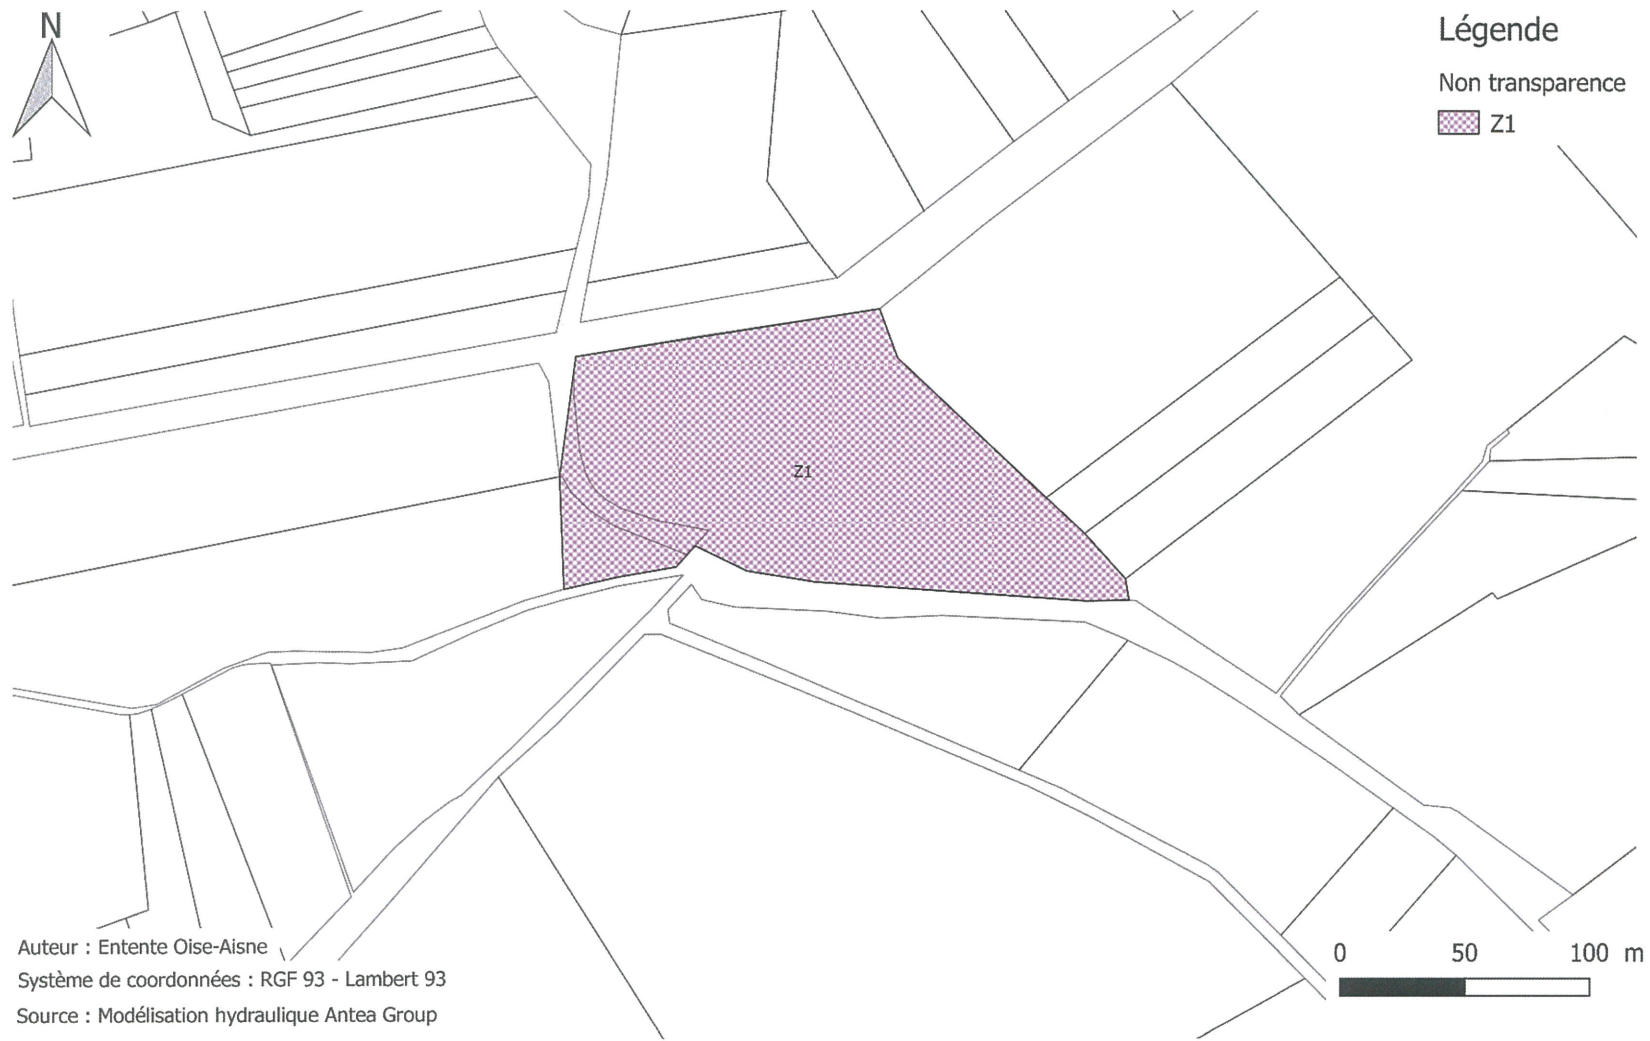 N
Légende
Non transparence
Z1
Z1
Auteur : Entente Oise-Aisne
Système de coordonnées : RGF 93 - Lambert 93
Source : Modélisation hydraulique Antea Group
0 50 100 m